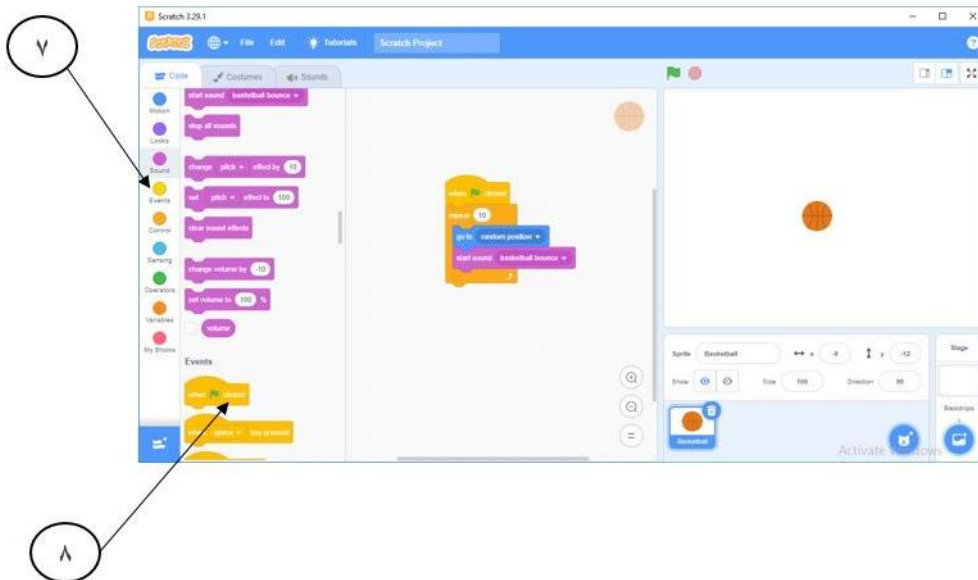 Scratch 3.29.1
SCRATCH File Edit Tutorials Scratch Project
Code Costumes Sounds
٧
Motion
Looks
Sound
Events
Control
Sensing
Operators
Variables
My Blocks
start sound basketball bounce
stop all sounds
change pitch effect by 10
set pitch effect to 100
clear sound effects
change volume by -10
set volume to 100 %
volume
Events
when clicked
when space key pressed
when clicked
repeat 10
go to random position
start sound basketball bounce
Sprite Basketball x -9 y -12
Show Size 100 Direction 90
Basketball
Stage
Backdrops
1
Activate Windows
٨